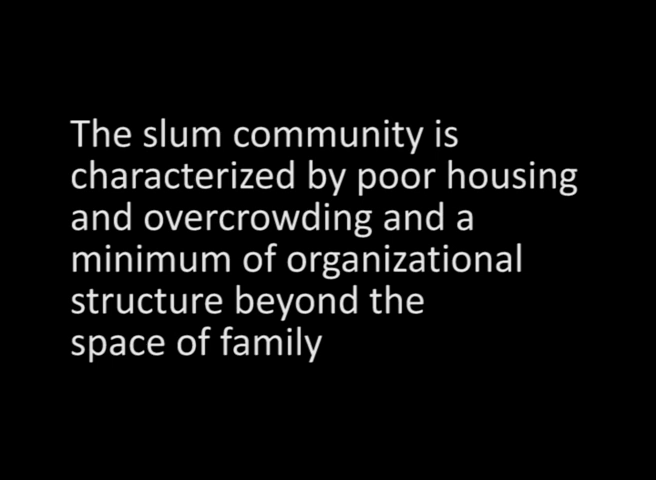 The slum community is
characterized by poor housing
and overcrowding and a
minimum of organizational
structure beyond the
space of family